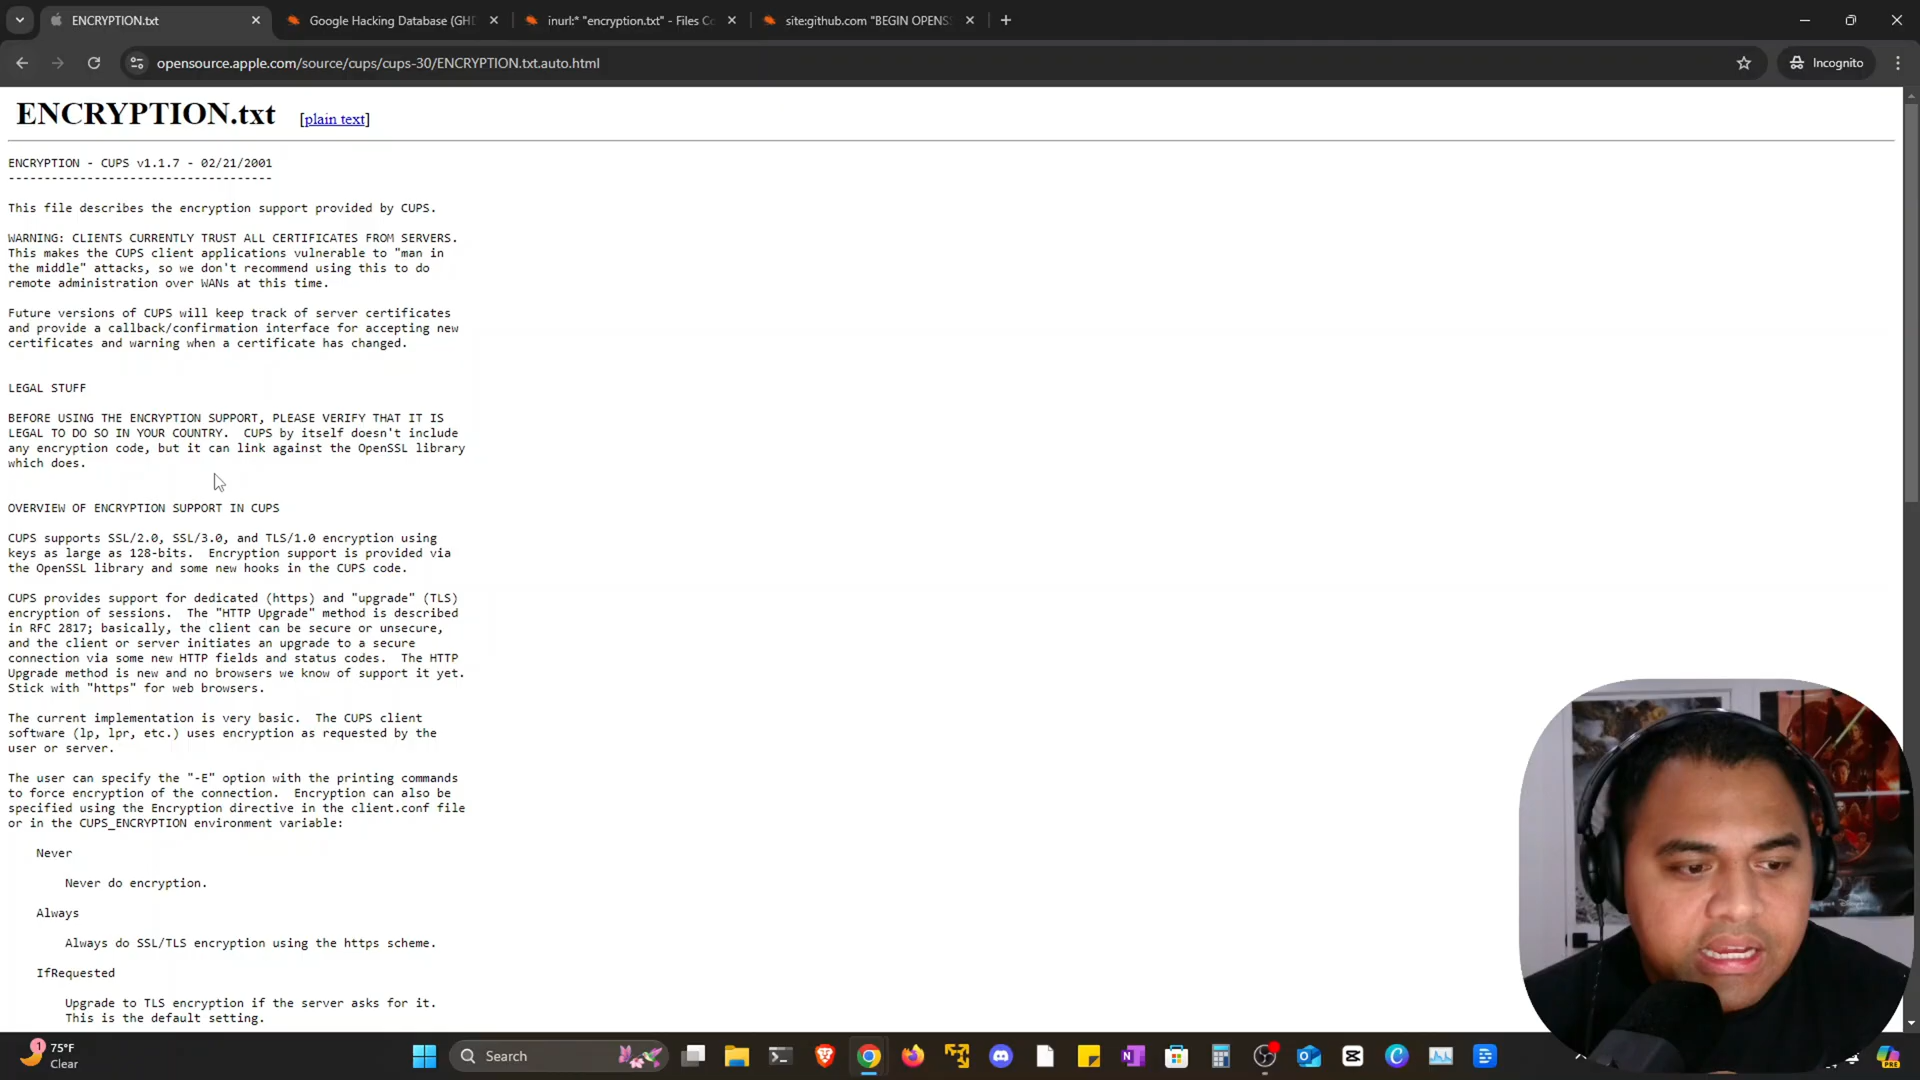 ENCRYPTION.txt
Google Hacking Database (GH
inurl:* "encryption.txt" - Files C
site:github.com "BEGIN OPENS
opensource.apple.com/source/cups/cups-30/ENCRYPTION.txt.auto.html
Incognito
ENCRYPTION.txt [plain text]
ENCRYPTION - CUPS v1.1.7 - 02/21/2001
-------------------------------------
This file describes the encryption support provided by CUPS.
WARNING: CLIENTS CURRENTLY TRUST ALL CERTIFICATES FROM SERVERS.
This makes the CUPS client applications vulnerable to "man in
the middle" attacks, so we don't recommend using this to do
remote administration over WANs at this time.
Future versions of CUPS will keep track of server certificates
and provide a callback/confirmation interface for accepting new
certificates and warning when a certificate has changed.
LEGAL STUFF
BEFORE USING THE ENCRYPTION SUPPORT, PLEASE VERIFY THAT IT IS
LEGAL TO DO SO IN YOUR COUNTRY. CUPS by itself doesn't include
any encryption code, but it can link against the OpenSSL library
which does.
OVERVIEW OF ENCRYPTION SUPPORT IN CUPS
CUPS supports SSL/2.0, SSL/3.0, and TLS/1.0 encryption using
keys as large as 128-bits. Encryption support is provided via
the OpenSSL library and some new hooks in the CUPS code.
CUPS provides support for dedicated (https) and "upgrade" (TLS)
encryption of sessions. The "HTTP Upgrade" method is described
in RFC 2817; basically, the client can be secure or unsecure,
and the client or server initiates an upgrade to a secure
connection via some new HTTP fields and status codes. The HTTP
Upgrade method is new and no browsers we know of support it yet.
Stick with "https" for web browsers.
The current implementation is very basic. The CUPS client
software (lp, lpr, etc.) uses encryption as requested by the
user or server.
The user can specify the "-E" option with the printing commands
to force encryption of the connection. Encryption can also be
specified using the Encryption directive in the client.conf file
or in the CUPS_ENCRYPTION environment variable:
Never
Never do encryption.
Always
Always do SSL/TLS encryption using the https scheme.
IfRequested
Upgrade to TLS encryption if the server asks for it.
This is the default setting.
1
75°F
Clear
Search
PRE